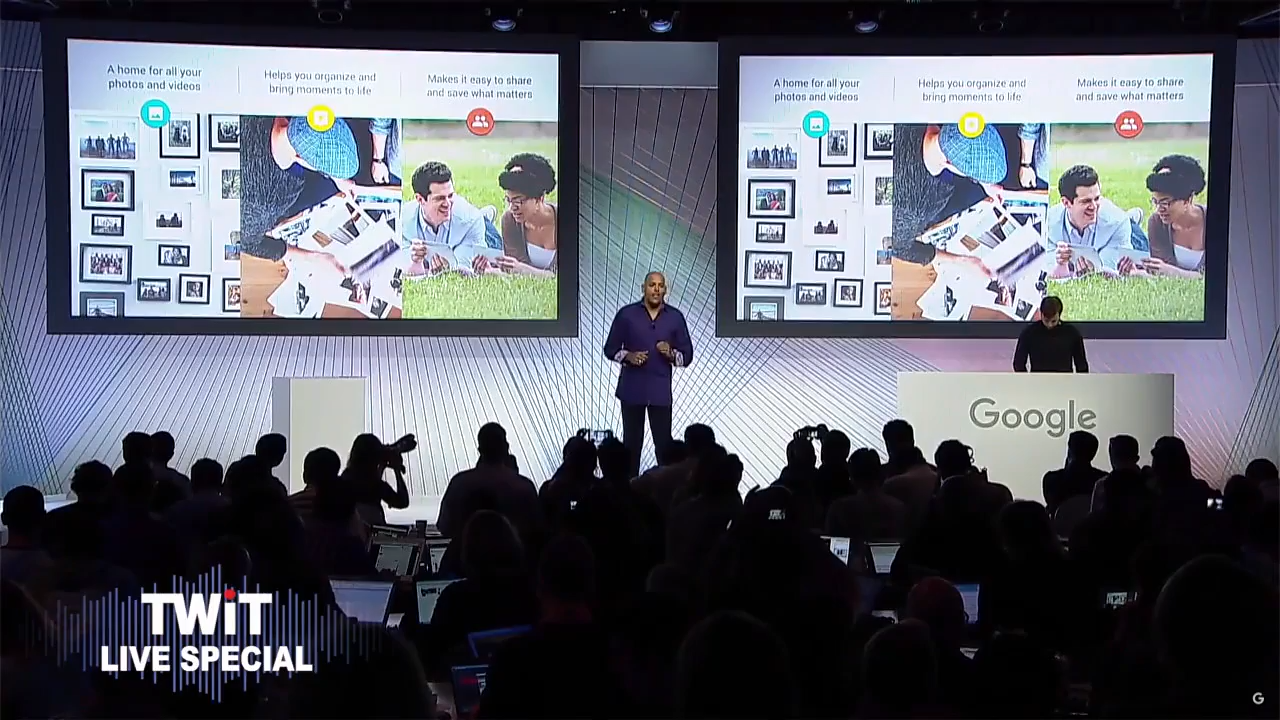 A home for all your
photos and videos
Helps you organize and
bring moments to life
Makes it easy to share
and save what matters
A home for all your
photos and videos
Helps you organize and
bring moments to life
Makes it easy to share
and save what matters
Google
TWiT
LIVE SPECIAL
G